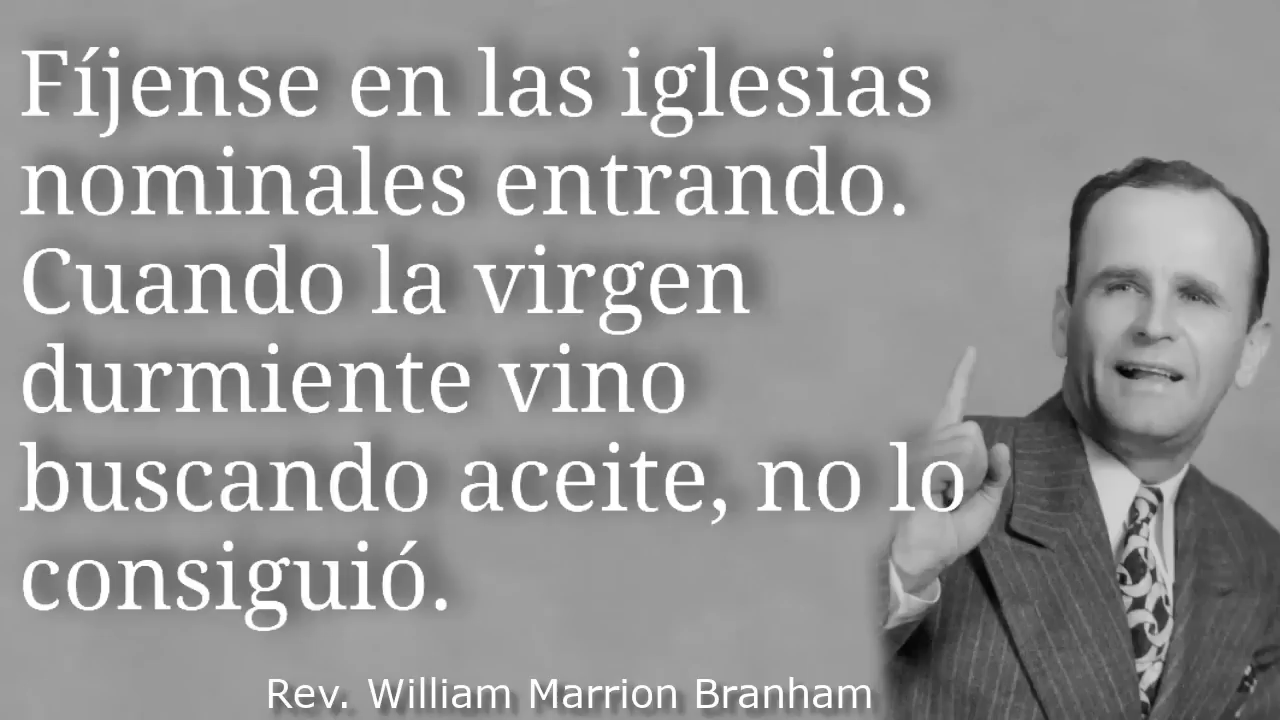 Fíjense en las iglesias
nominales entrando.
Cuando la virgen
durmiente vino
buscando aceite, no lo
consiguió.
Rev. William Marrion Branham